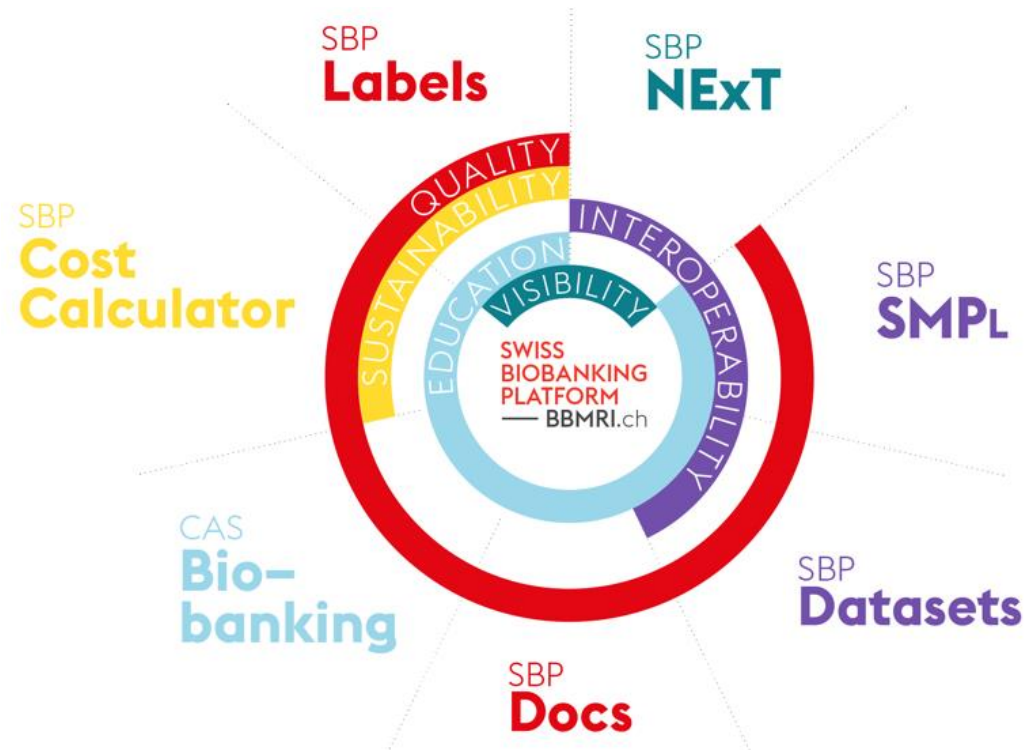 SBP
Labels
SBP
NExT
SBP
Cost
Calculator
SBP
SMPL
QUALITY
SUSTAINABILITY
EDUCATION
VISIBILITY
INTEROPERABILITY
SWISS
BIOBANKING
PLATFORM
— BBMRI.ch
CAS
Bio–
banking
SBP
Datasets
SBP
Docs